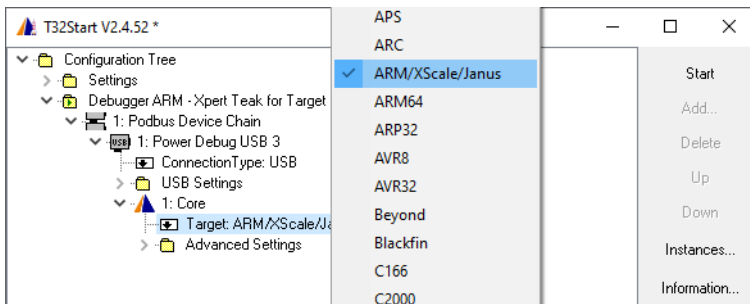 T32Start V2.4.52 *
Configuration Tree
Settings
Debugger ARM - Xpert Teak for Target
1: Podbus Device Chain
USB
1: Power Debug USB 3
ConnectionType: USB
USB Settings
1: Core
Target: ARM/XScale/Ja
Advanced Settings
APS
ARC
ARM/XScale/Janus
ARM64
ARP32
AVR8
AVR32
Beyond
Blackfin
C166
C2000
Start
Add...
Delete
Up
Down
Instances...
Information...